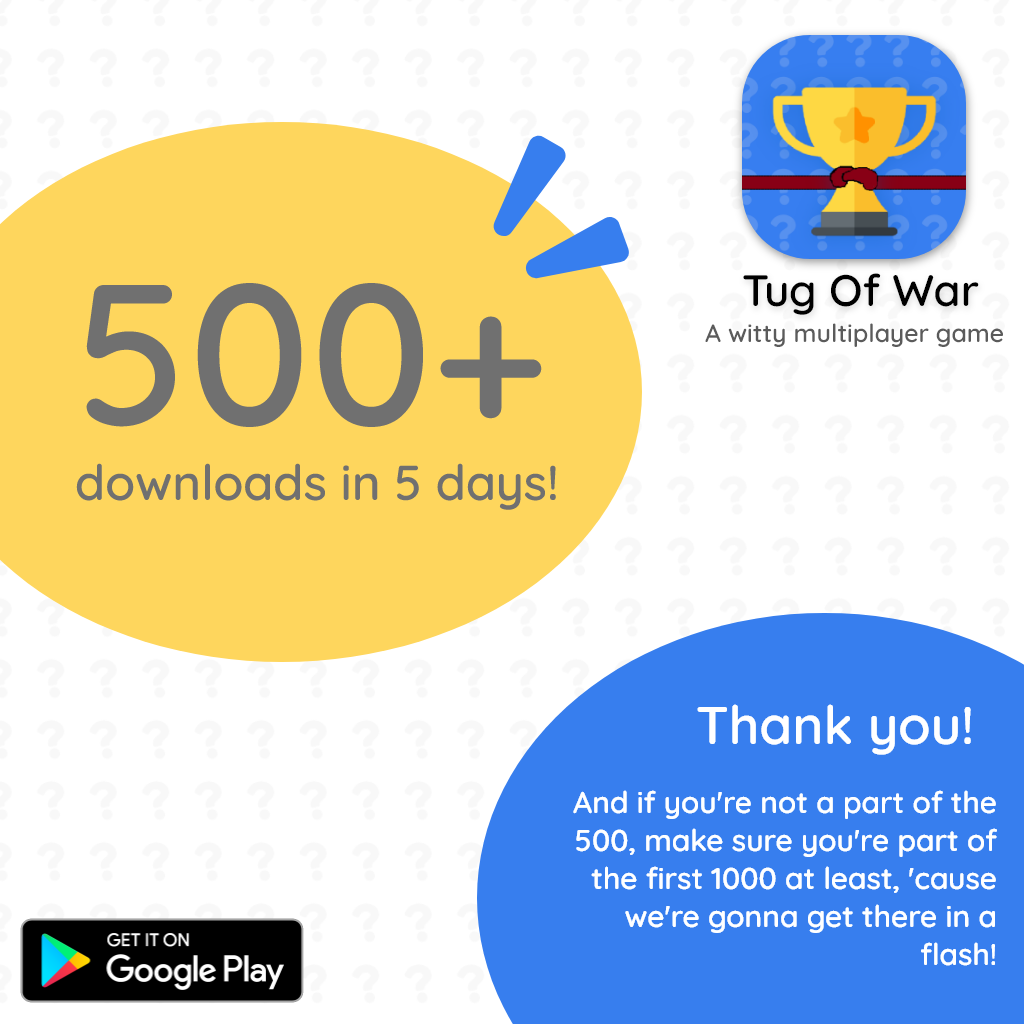 Tug Of War
A witty multiplayer game
500+
downloads in 5 days!
Thank you!
And if you're not a part of the
500, make sure you're part of
the first 1000 at least, 'cause
we're gonna get there in a
flash!
GET IT ON
Google Play